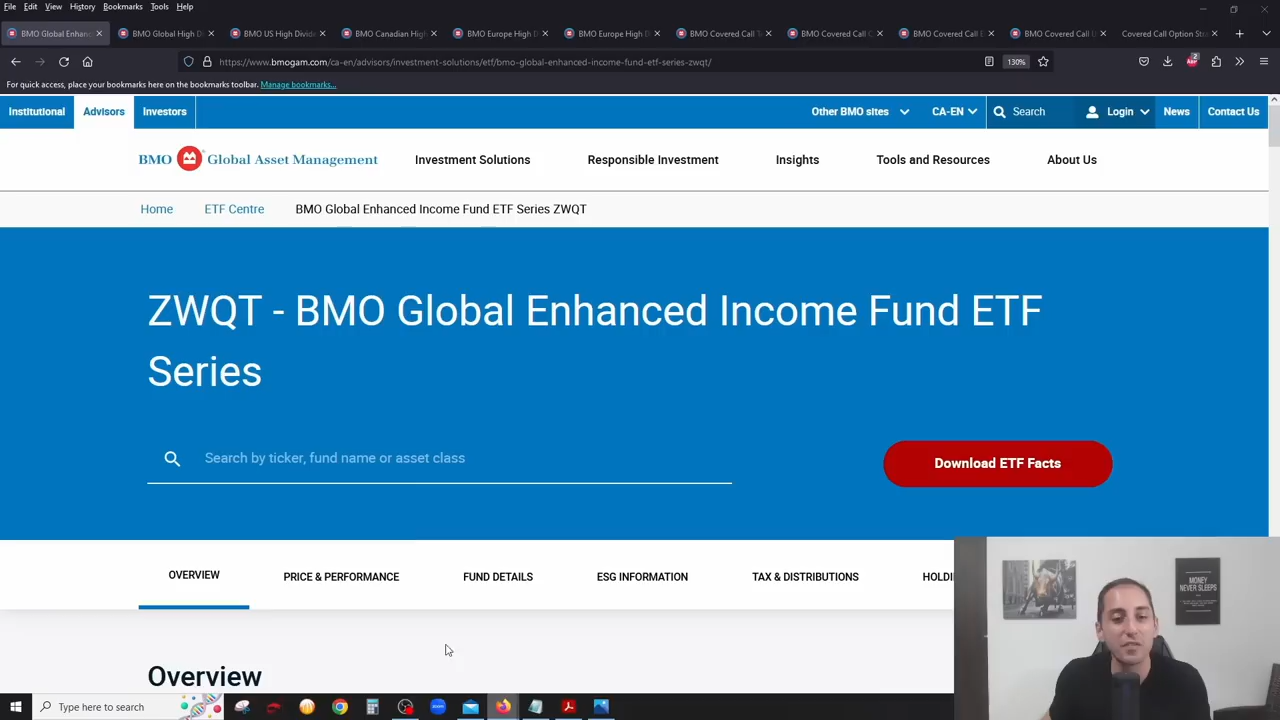 File Edit View History Bookmarks Tools Help
BMO Global Enhanc
BMO Global High Di
BMO US High Divide
BMO Canadian High
BMO Europe High D
BMO Europe High
BMO Covered Call
BMO Covered Call
BMO Covered Call
BMO Covered Call
Covered Call Option
https://www.bmogam.com/ca-en/advisors/investment-solutions/etf/bmo-global-enhanced-income-fund-etf-series-zwqt/
130%
2
For quick access, place your bookmarks here on the bookmarks toolbar. Manage bookmarks...
Institutional Advisors Investors Other BMO sites CA-EN Search Login News Contact Us
BMO Global Asset Management Investment Solutions Responsible Investment Insights Tools and Resources About Us
Home ETF Centre BMO Global Enhanced Income Fund ETF Series ZWQT
ZWQT - BMO Global Enhanced Income Fund ETF
Series
Search by ticker, fund name or asset class
Download ETF Facts
OVERVIEW PRICE & PERFORMANCE FUND DETAILS ESG INFORMATION TAX & DISTRIBUTIONS HOLDI
MONEY
NEVER SLEEPS
Overview
Type here to search
zoom